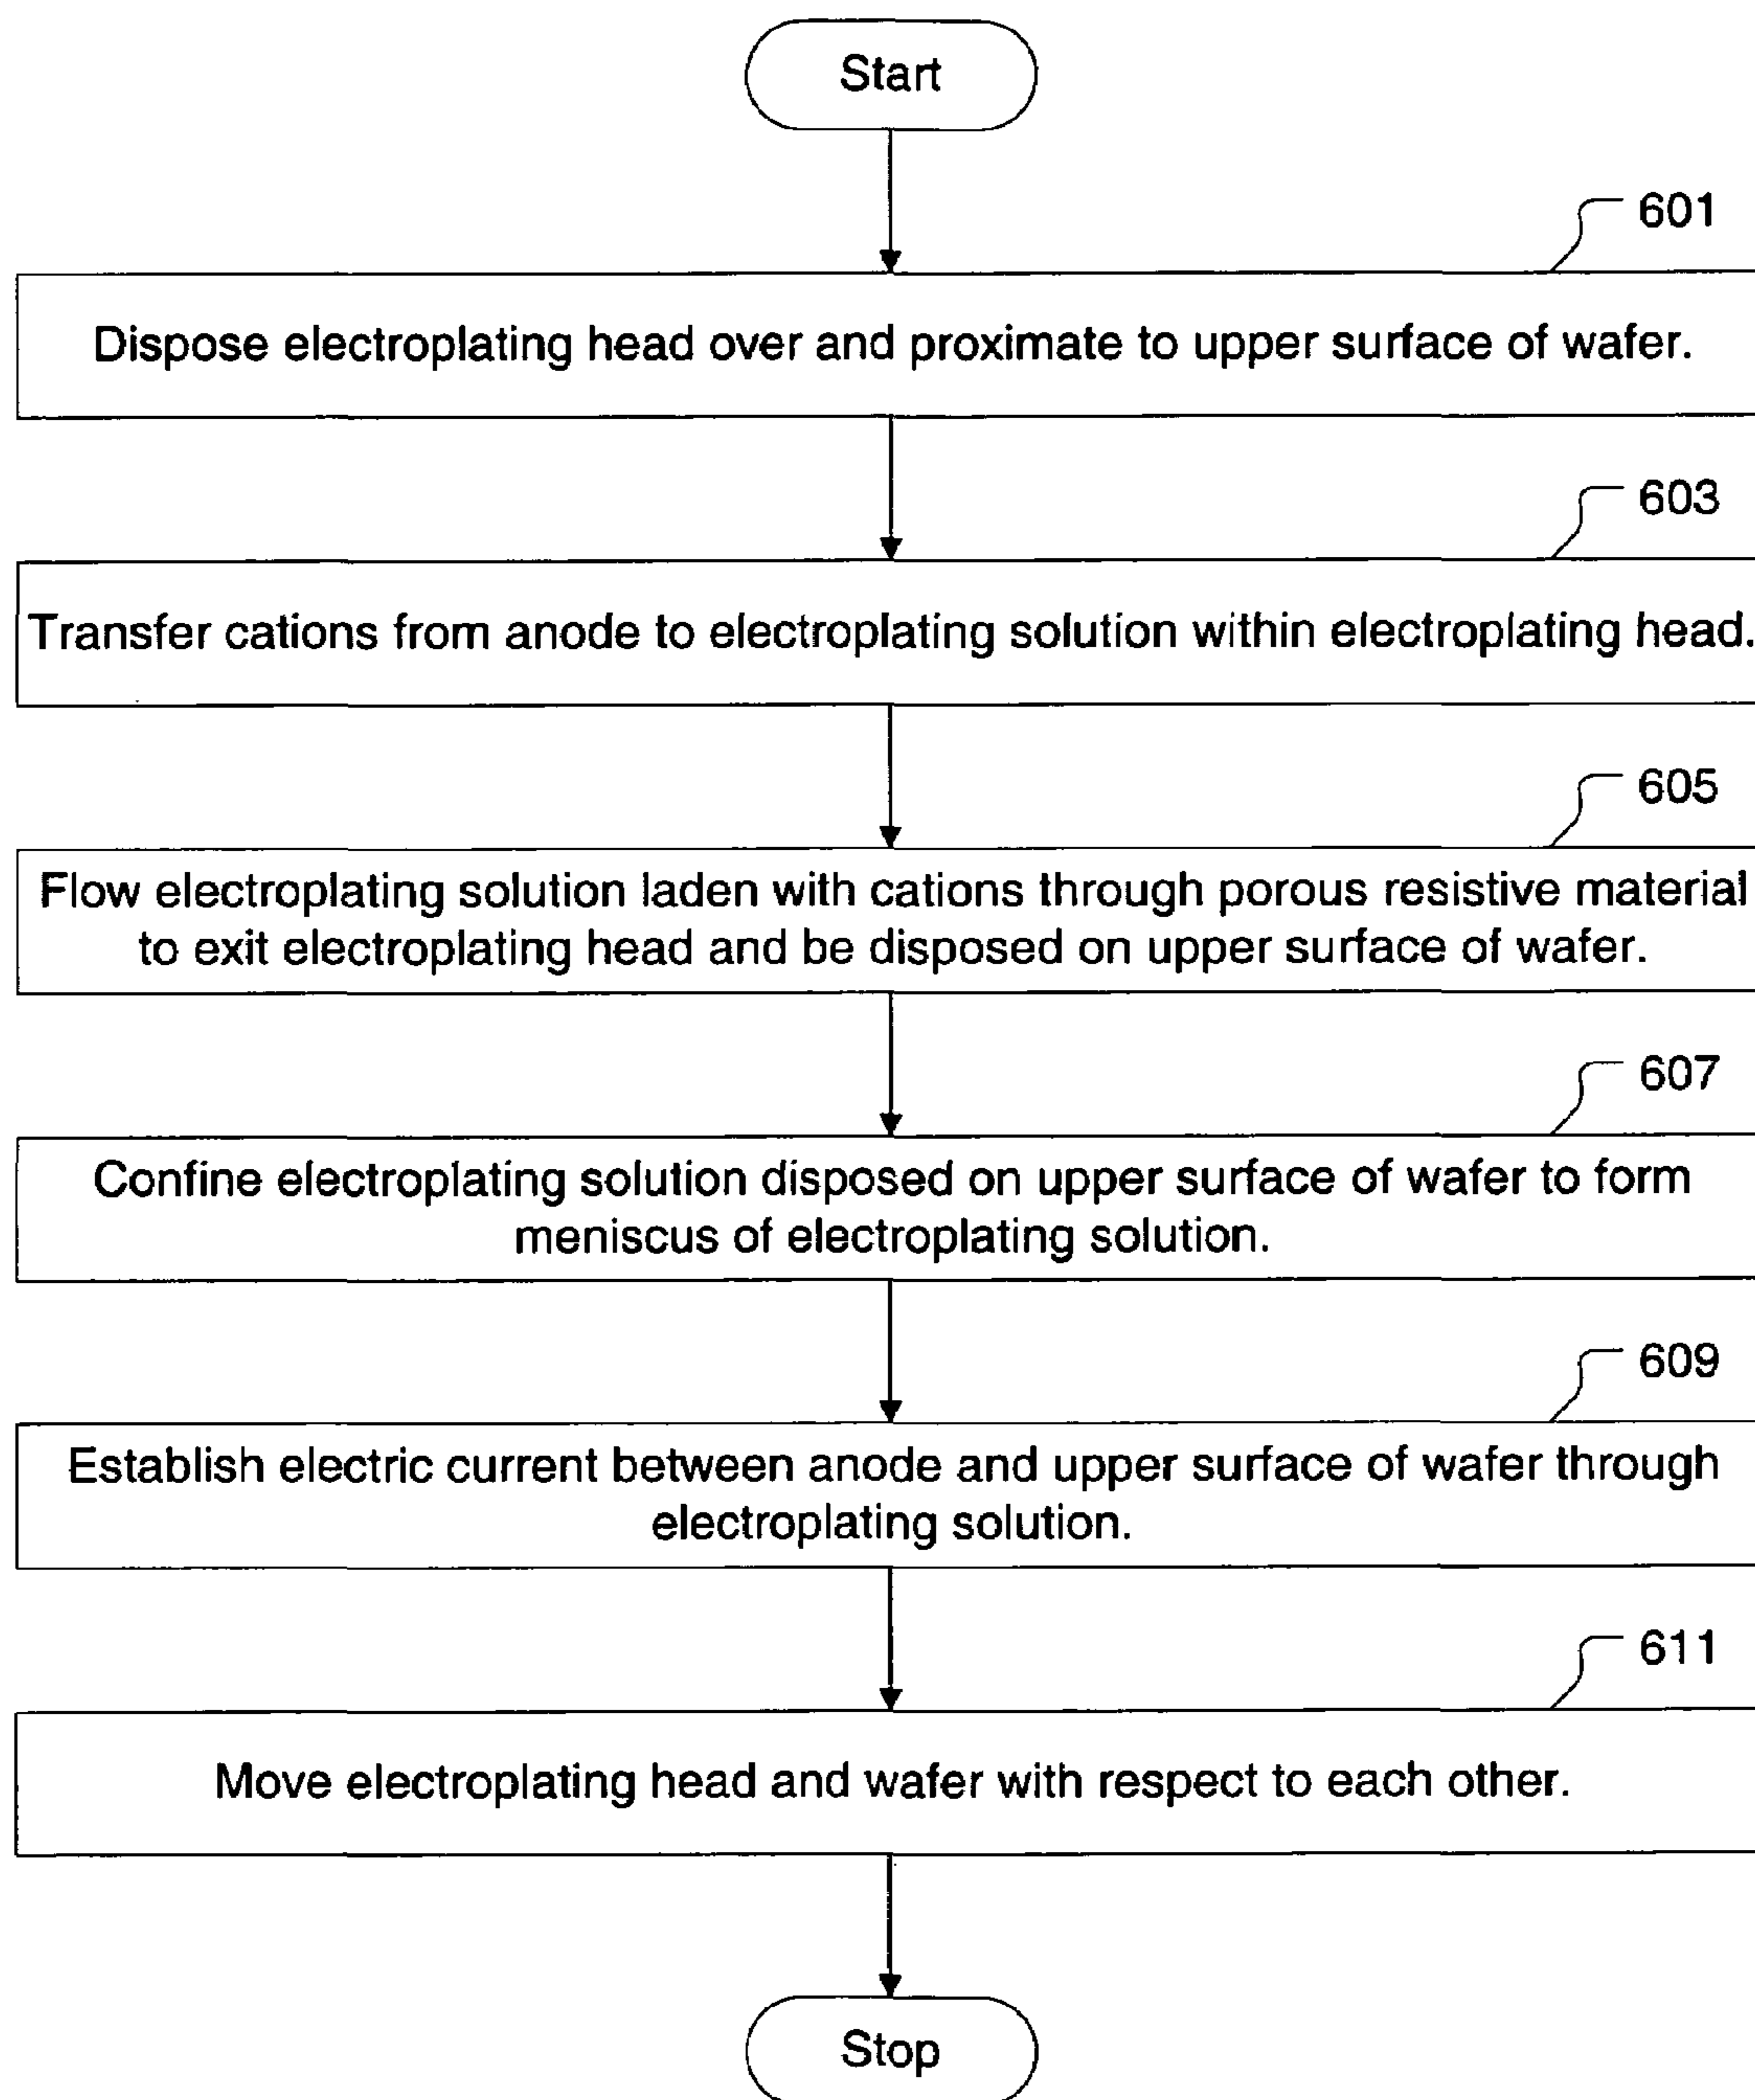 Start
601
Dispose electroplating head over and proximate to upper surface of wafer.
603
Transfer cations from anode to electroplating solution within electroplating head.
605
Flow electroplating solution laden with cations through porous resistive material
to exit electroplating head and be disposed on upper surface of wafer.
607
Confine electroplating solution disposed on upper surface of wafer to form
meniscus of electroplating solution.
609
Establish electric current between anode and upper surface of wafer through
electroplating solution.
611
Move electroplating head and wafer with respect to each other.
Stop